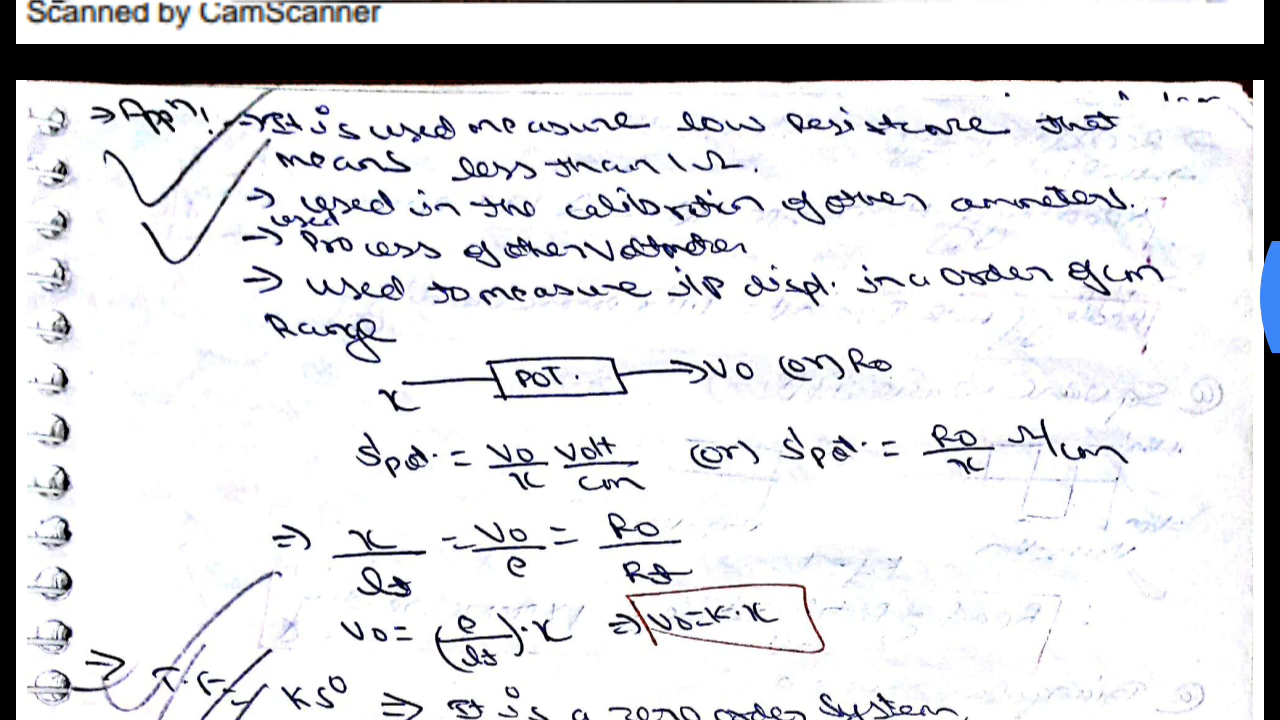 Scanned by CamScanner
⇒ Appⁿ! → It is used measure low resistance that
means less than 1Ω.
→ used in the calibration of other ammeters.
used
→ Process of other Voltmeter
→ used to measure i/p displ. in a order of cm
Range
x → POT. → V0 (or) R0
Spot. = V0/x Volt/cm (or) Spot. = R0/x Ω/cm
⇒ x/lt = V0/e = R0/Rt
V0 = (e/lt)·x ⇒ V0=K·x
⇒ T.F = KS⁰ ⇒ It is a zero order system